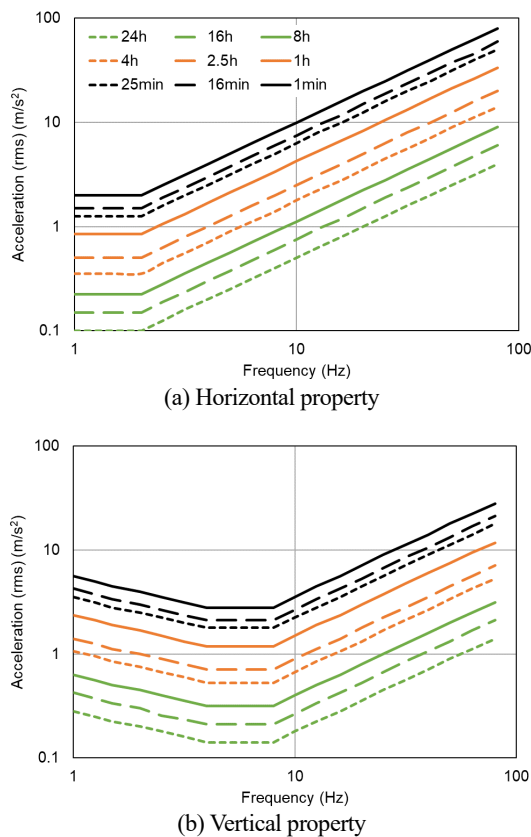 100
24h 16h 8h
4h 2.5h 1h
25min 16min 1min
10
1
0.1
Acceleration (rms) (m/s²)
1 10 100
Frequency (Hz)
(a) Horizontal property
100
10
1
0.1
Acceleration (rms) (m/s²)
1 10 100
Frequency (Hz)
(b) Vertical property